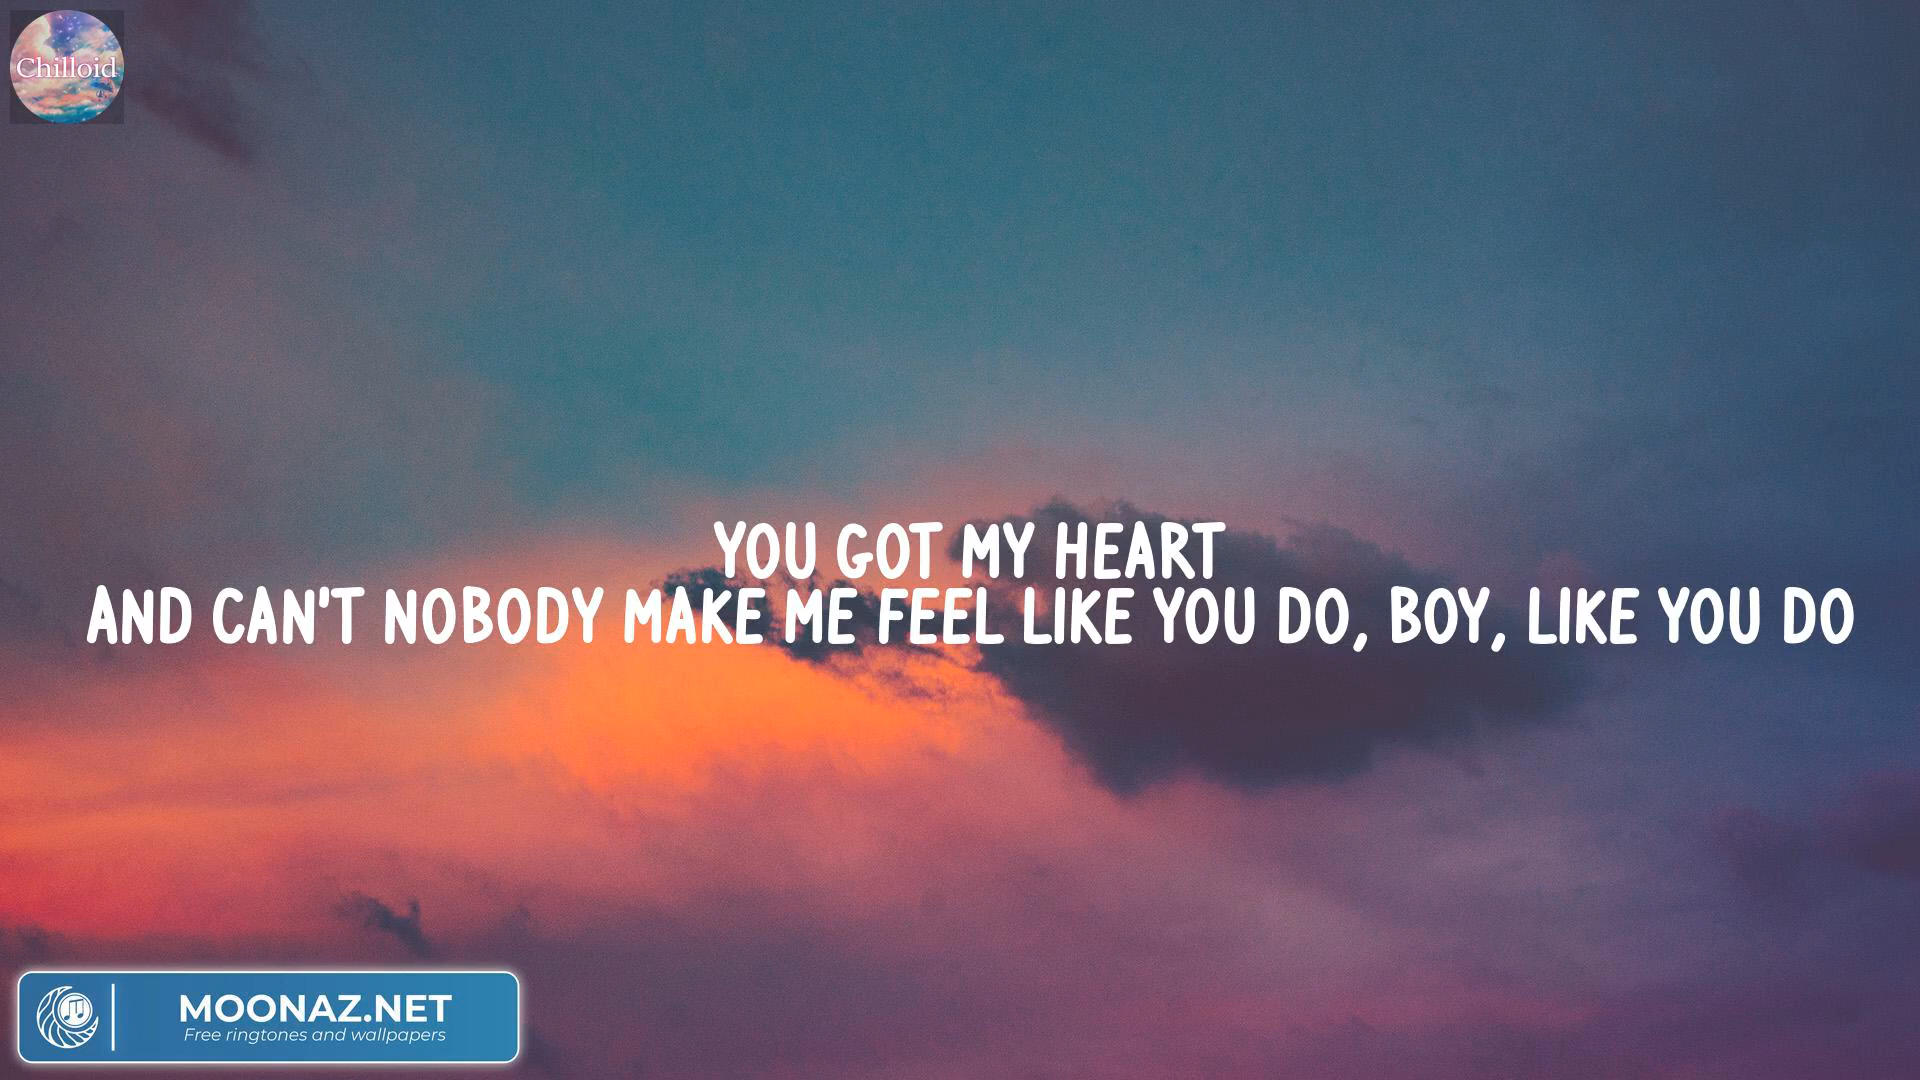 Chilloid
YOU GOT MY HEART
AND CAN'T NOBODY MAKE ME FEEL LIKE YOU DO, BOY, LIKE YOU DO
MOONAZ.NET
Free ringtones and wallpapers